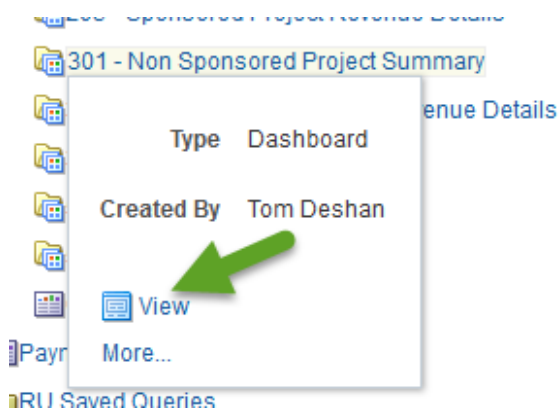 301 - Non Sponsored Project Summary
enue Details
Type Dashboard
Created By Tom Deshan
View
Payr
More...
RU Saved Queries